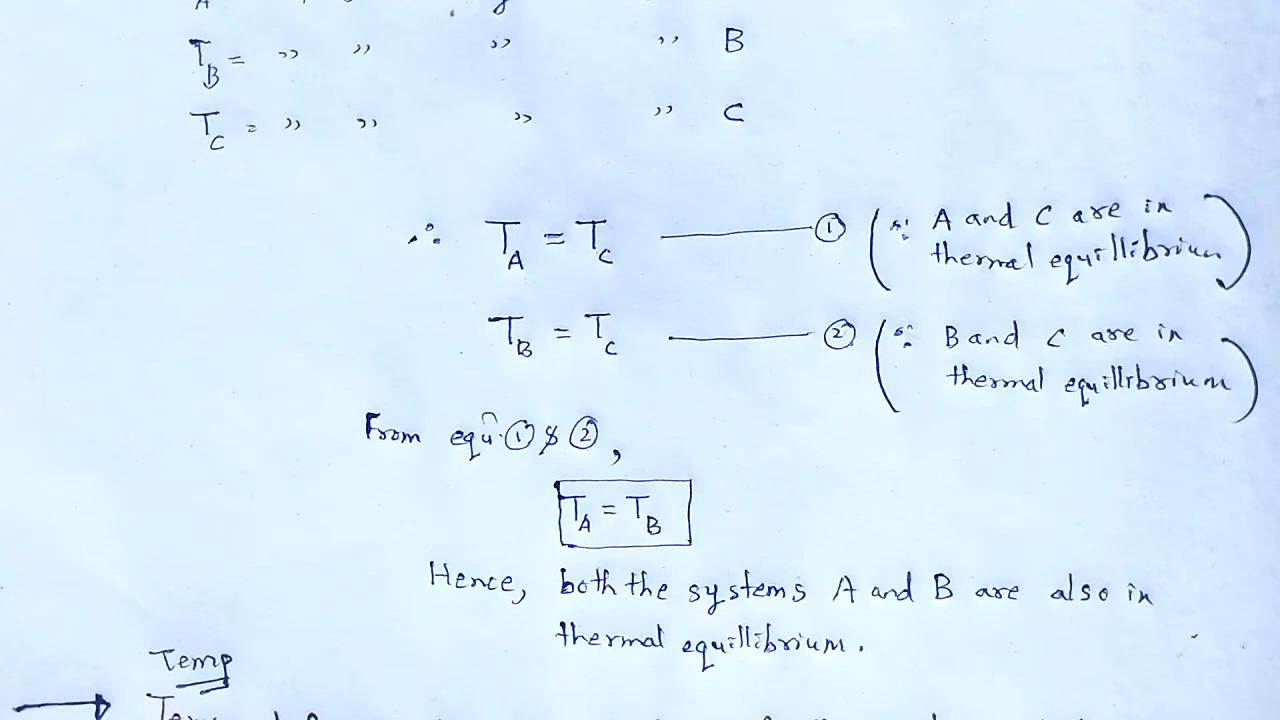 T_B = ,, ,, ,, ,, B
T_C = ,, ,, ,, ,, C
∴ T_A = T_C ——— ① (∵ A and C are in
thermal equillibrium)
T_B = T_C ——— ② (∵ B and C are in
thermal equillibrium)
From equⁿ. ① & ②,
T_A = T_B
Hence, both the systems A and B are also in
thermal equillibrium.
Temp